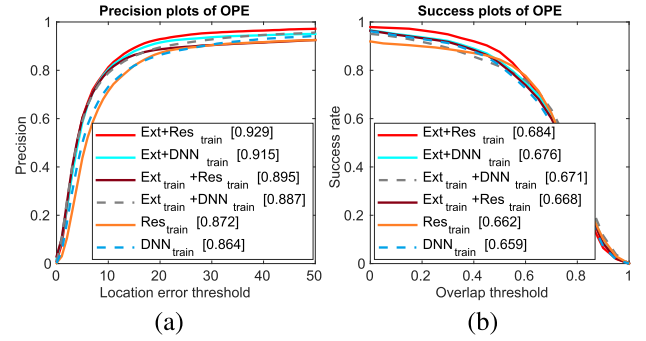 Precision plots of OPE
1
0.8
0.6
0.4
0.2
0
Precision
Ext+Res train [0.929]
Ext+DNN train [0.915]
Ext train +Res train [0.895]
Ext train +DNN train [0.887]
Res train [0.872]
DNN train [0.864]
0 10 20 30 40 50
Location error threshold
(a)
Success plots of OPE
1
0.8
0.6
0.4
0.2
0
Success rate
Ext+Res train [0.684]
Ext+DNN train [0.676]
Ext train +DNN train [0.671]
Ext train +Res train [0.668]
Res train [0.662]
DNN train [0.659]
0 0.2 0.4 0.6 0.8 1
Overlap threshold
(b)